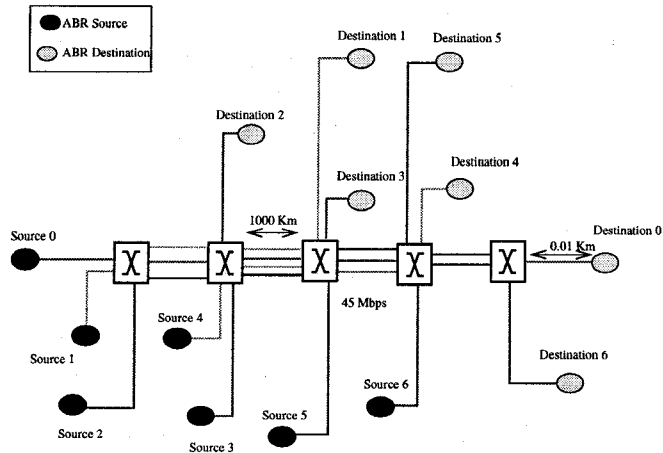 ABR Source
ABR Destination
Destination 1
Destination 5
Destination 2
Destination 4
Destination 3
1000 Km
Destination 0
Source 0
0.01 Km
45 Mbps
Source 4
Source 1
Destination 6
Source 6
Source 5
Source 2
Source 3